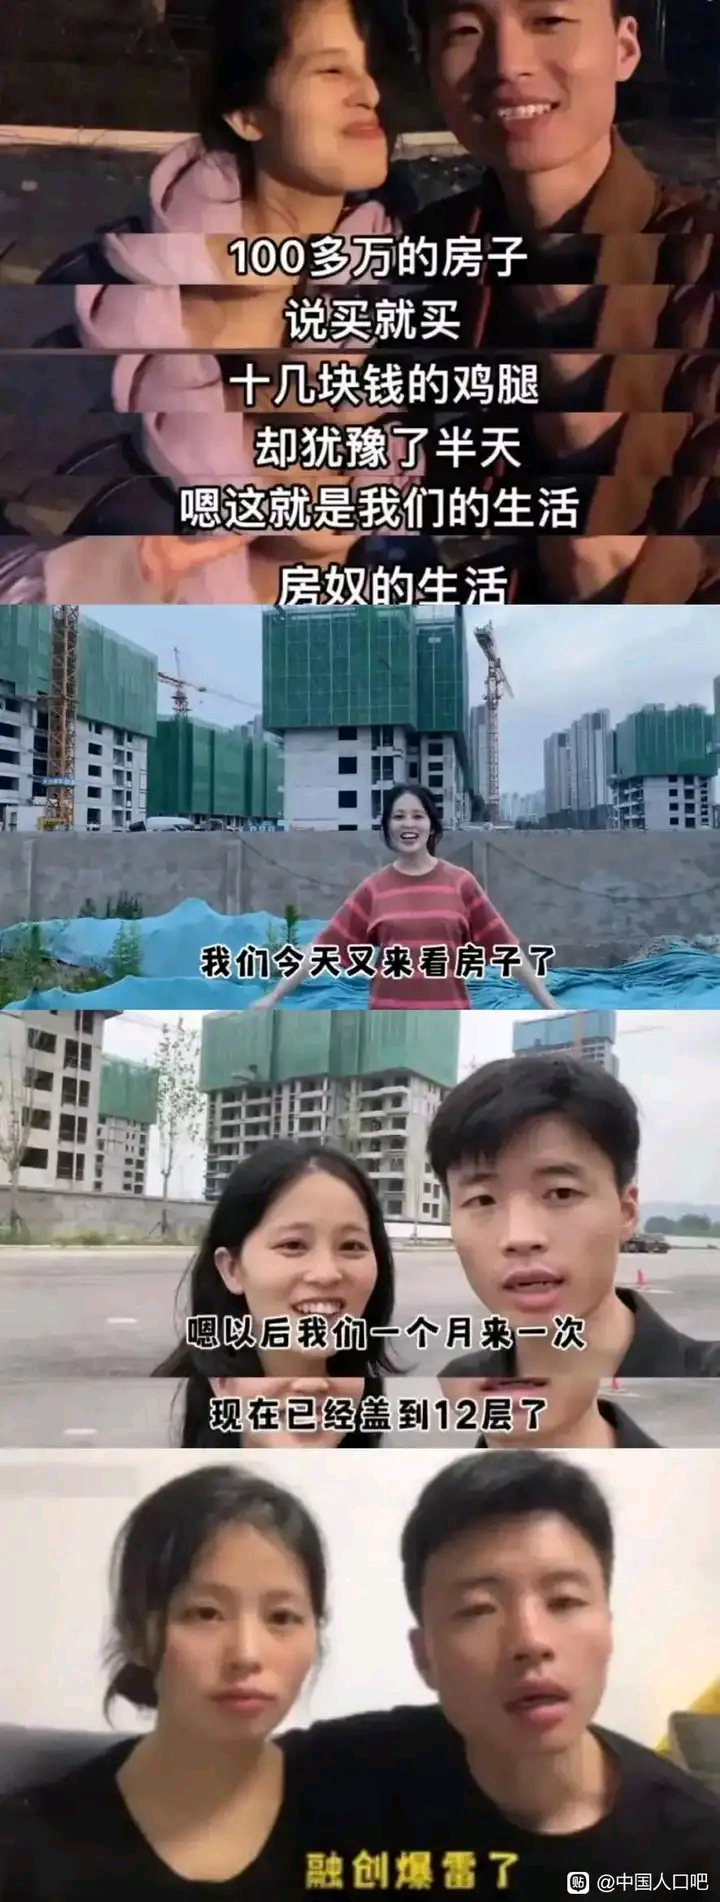 100多万的房子
说买就买
十几块钱的鸡腿
却犹豫了半天
嗯这就是我们的生活
房奴的生活
我们今天又来看房子了
嗯以后我们一个月来一次
现在已经盖到12层了
融创爆雷了
贴 @中国人口吧